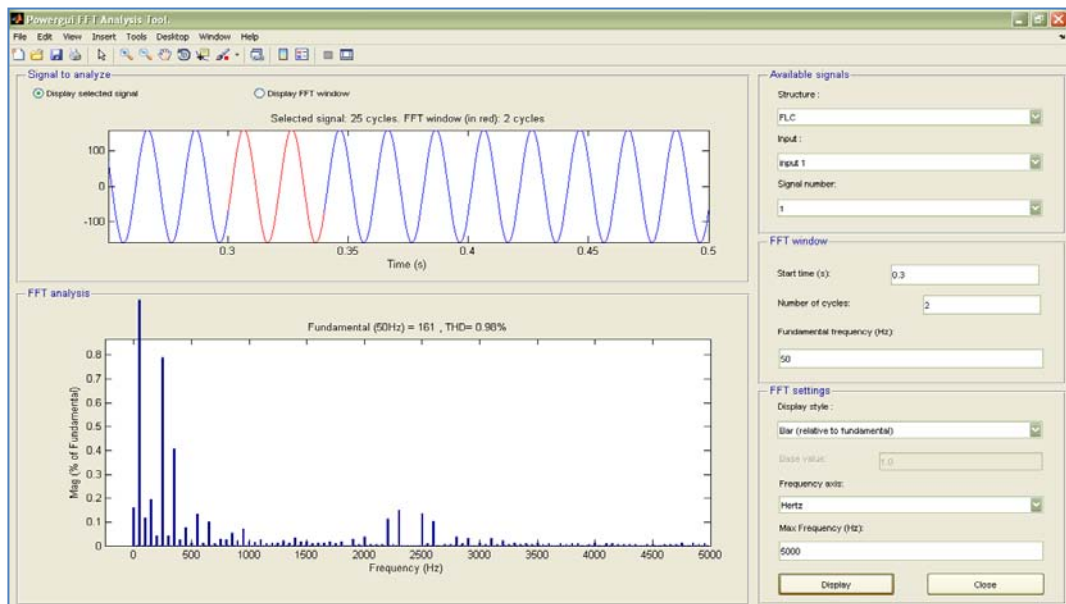 Powergui FFT Analysis Tool.
File Edit View Insert Tools Desktop Window Help
Signal to analyze
Display selected signal
Display FFT window
Selected signal: 25 cycles. FFT window (in red): 2 cycles
100
0
-100
0.3 0.35 0.4 0.45 0.5
Time (s)
FFT analysis
Fundamental (50Hz) = 161 , THD= 0.98%
0.8
0.7
0.6
0.5
0.4
0.3
0.2
0.1
0
Mag (% of Fundamental)
0 500 1000 1500 2000 2500 3000 3500 4000 4500 5000
Frequency (Hz)
Available signals
Structure :
FLC
Input :
input 1
Signal number:
1
FFT window
Start time (s):
0.3
Number of cycles:
2
Fundamental frequency (Hz):
50
FFT settings
Display style :
Bar (relative to fundamental)
Base value:
1.0
Frequency axis:
Hertz
Max Frequency (Hz):
5000
Display
Close